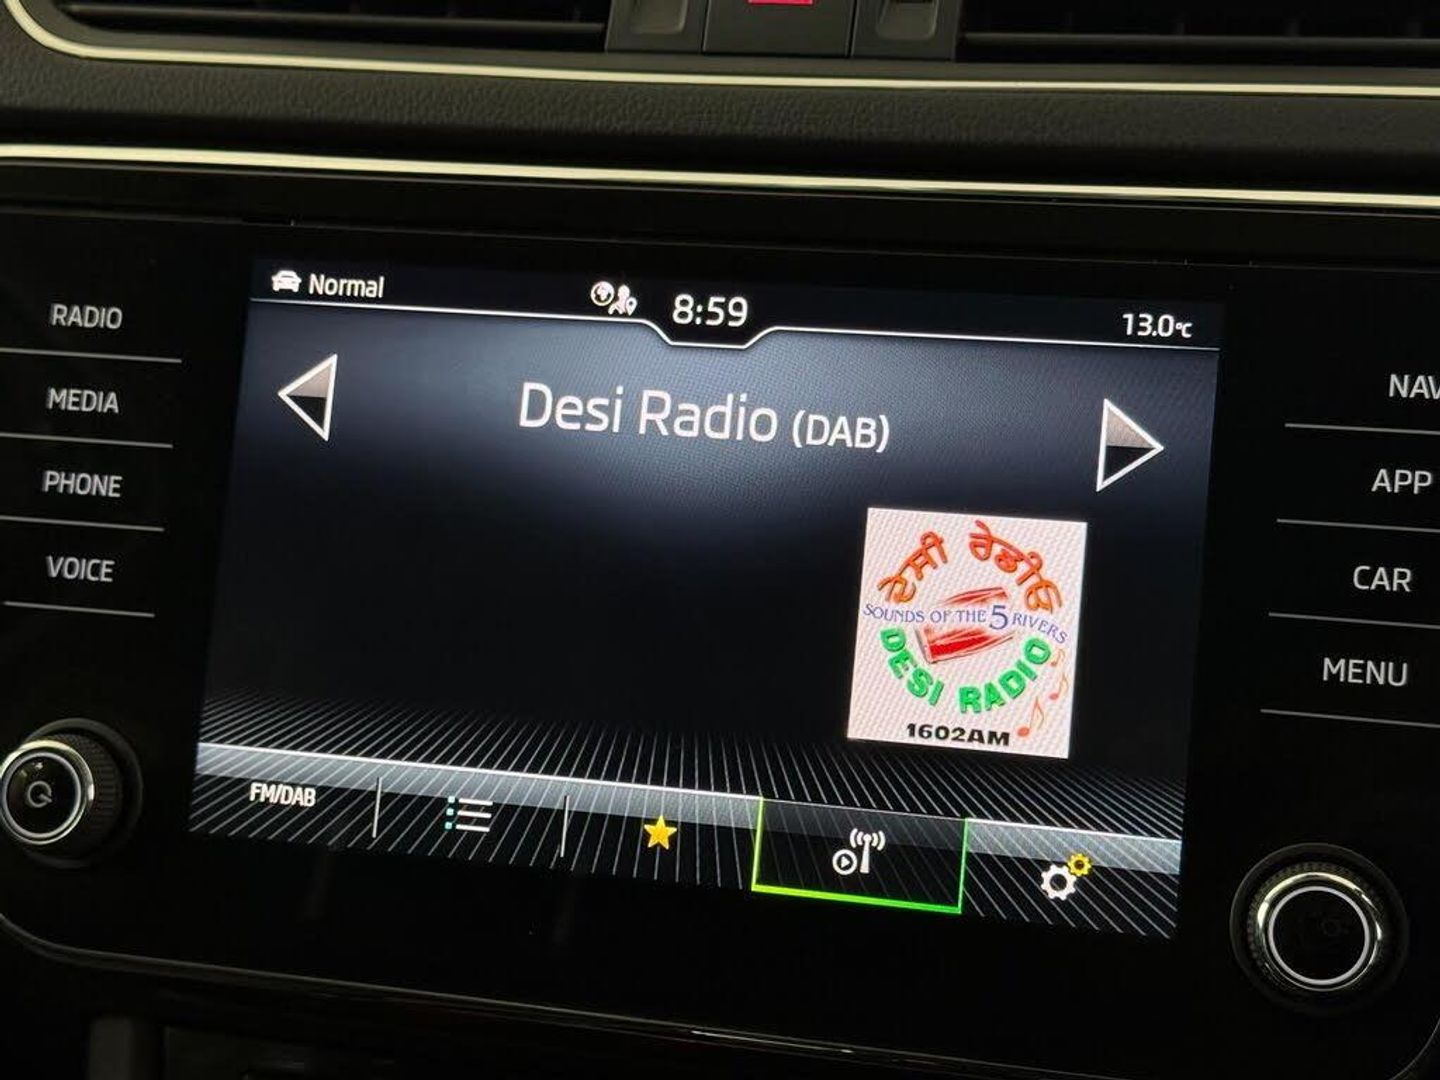 RADIO
MEDIA
PHONE
VOICE
Normal
8:59
13.0°C
Desi Radio (DAB)
ਦੇਸੀ ਰੇਡੀਓ
SOUNDS OF THE 5 RIVERS
DESI RADIO
1602AM
FM/DAB
NAV
APP
CAR
MENU